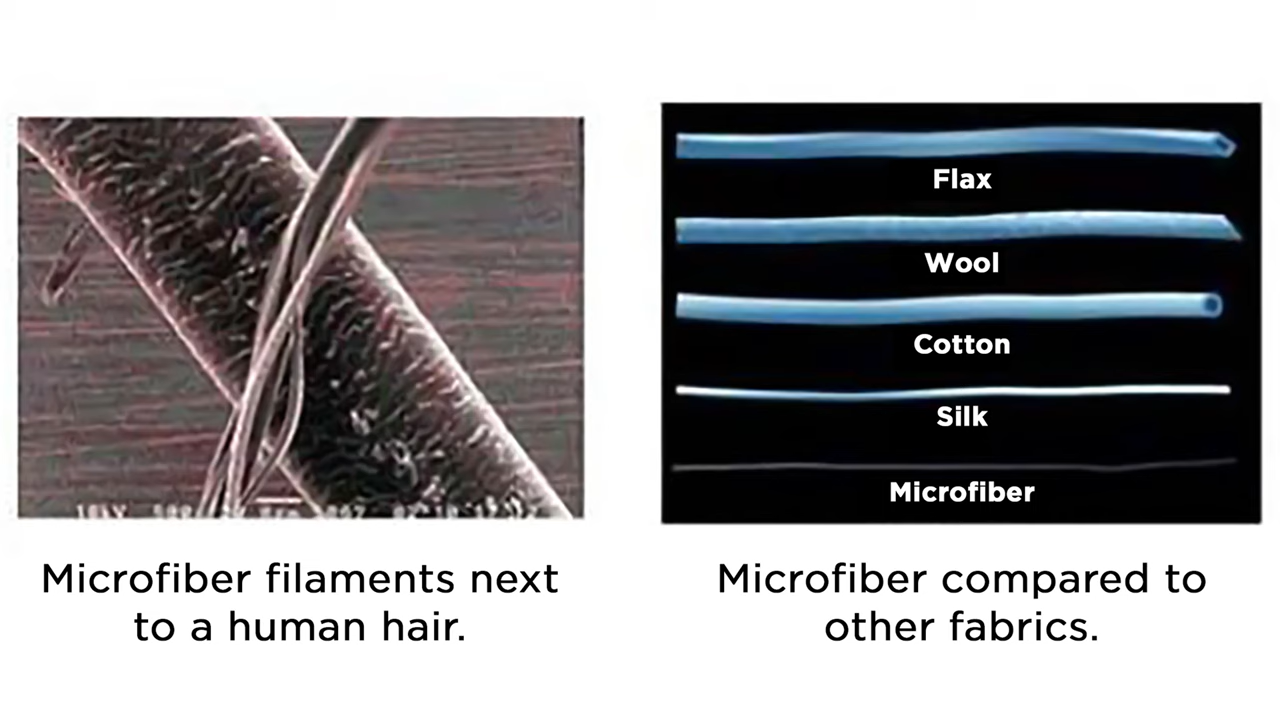 Flax
Wool
Cotton
Silk
Microfiber
Microfiber filaments next
to a human hair.
Microfiber compared to
other fabrics.